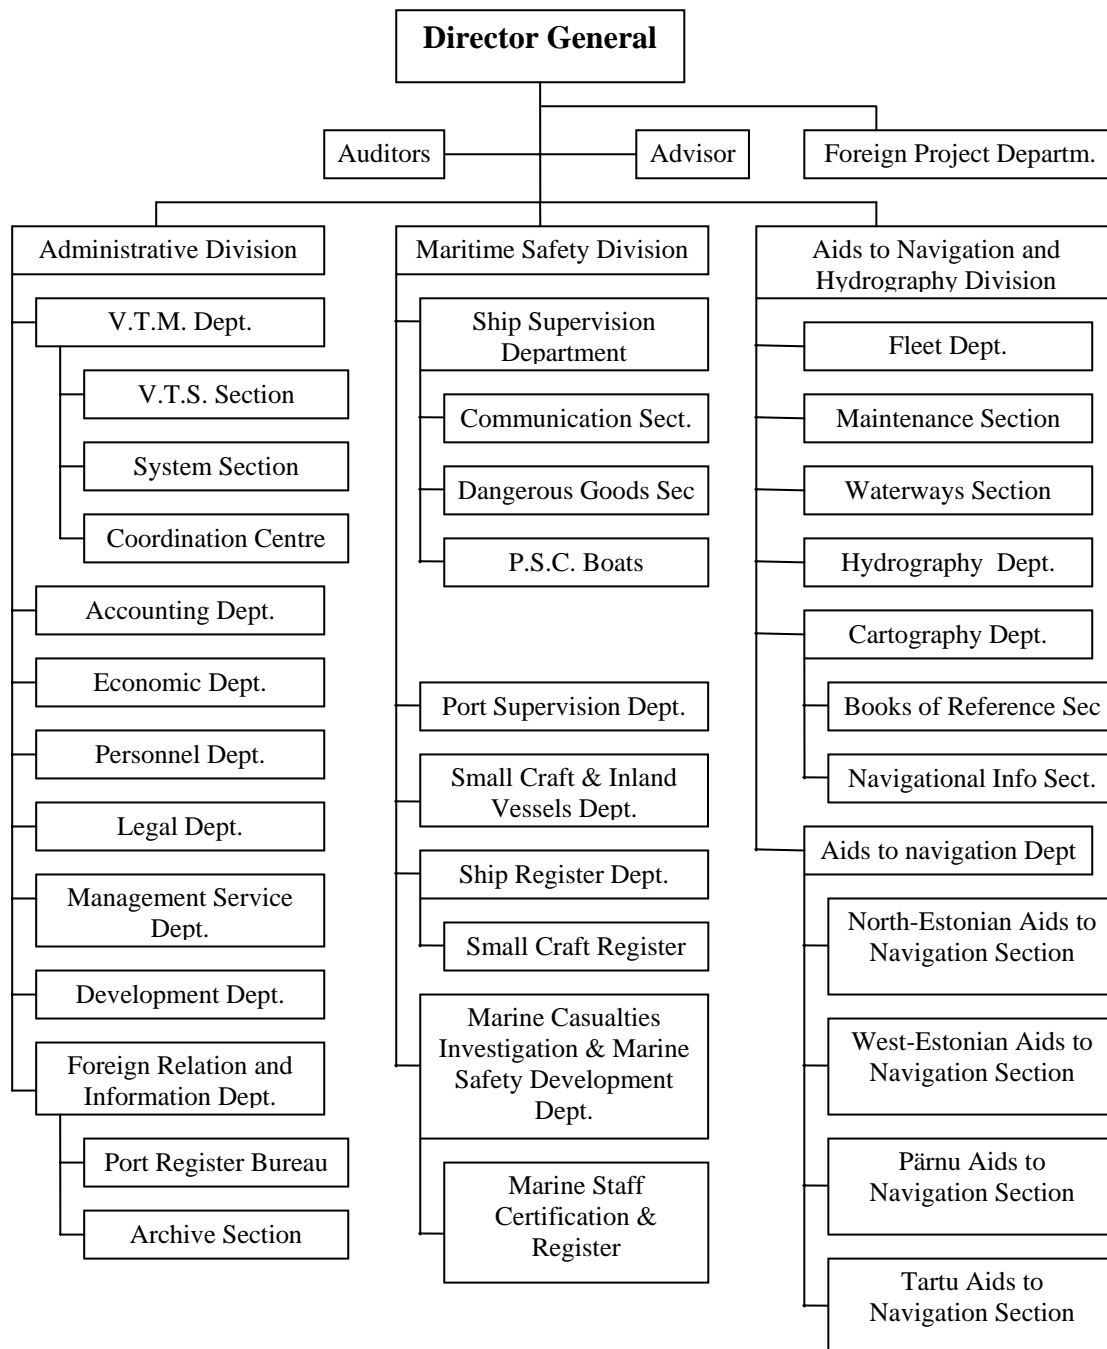 Director General
Auditors
Advisor
Foreign Project Departm.
Administrative Division
V.T.M. Dept.
V.T.S. Section
System Section
Coordination Centre
Accounting Dept.
Economic Dept.
Personnel Dept.
Legal Dept.
Management Service
Dept.
Development Dept.
Foreign Relation and
Information Dept.
Port Register Bureau
Archive Section
Maritime Safety Division
Ship Supervision
Department
Communication Sect.
Dangerous Goods Sec
P.S.C. Boats
Port Supervision Dept.
Small Craft & Inland
Vessels Dept.
Ship Register Dept.
Small Craft Register
Marine Casualties
Investigation & Marine
Safety Development
Dept.
Marine Staff
Certification &
Register
Aids to Navigation and
Hydrography Division
Fleet Dept.
Maintenance Section
Waterways Section
Hydrography  Dept.
Cartography Dept.
Books of Reference Sec
Navigational Info Sect.
Aids to navigation Dept
North-Estonian Aids to
Navigation Section
West-Estonian Aids to
Navigation Section
Pärnu Aids to
Navigation Section
Tartu Aids to
Navigation Section